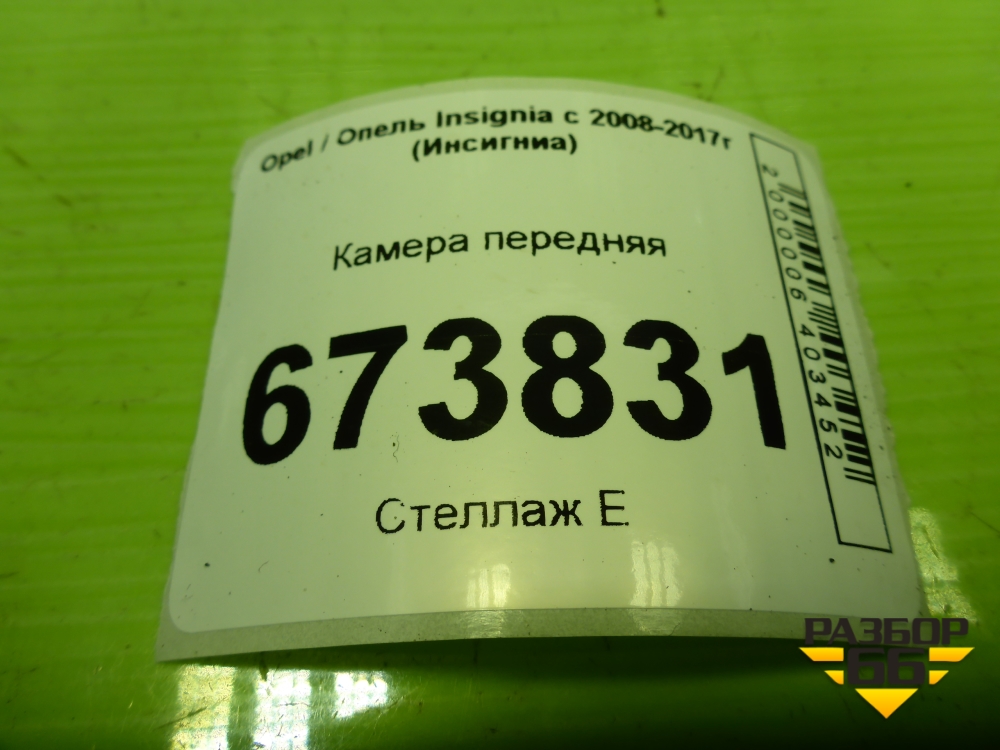 Opel / Опель Insignia с 2008-2017г
(Инсигниа)
Камера передняя
673831
Стеллаж Е
2000006403452
РАЗБОР
66